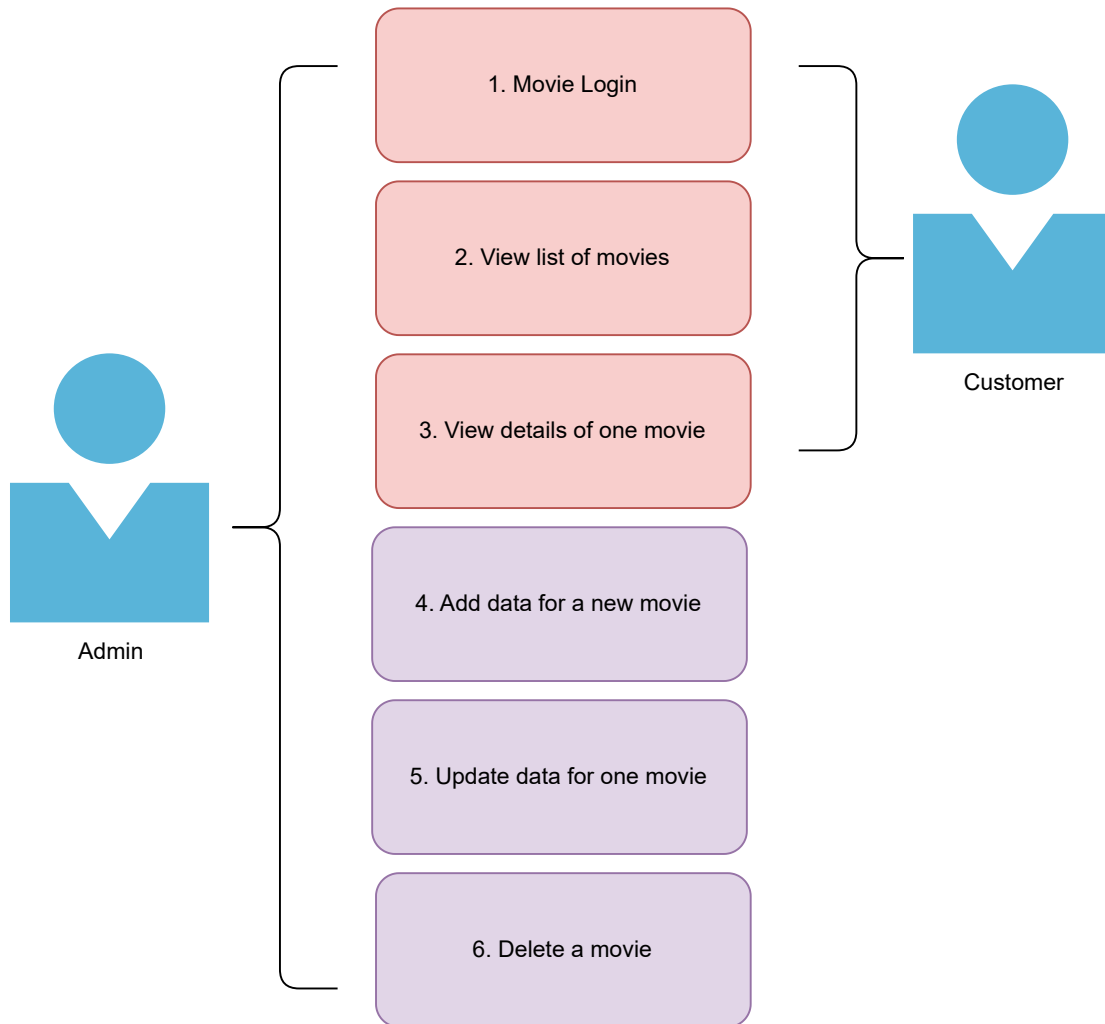 1. Movie Login
2. View list of movies
Customer
3. View details of one movie
4. Add data for a new movie
Admin
5. Update data for one movie
6. Delete a movie